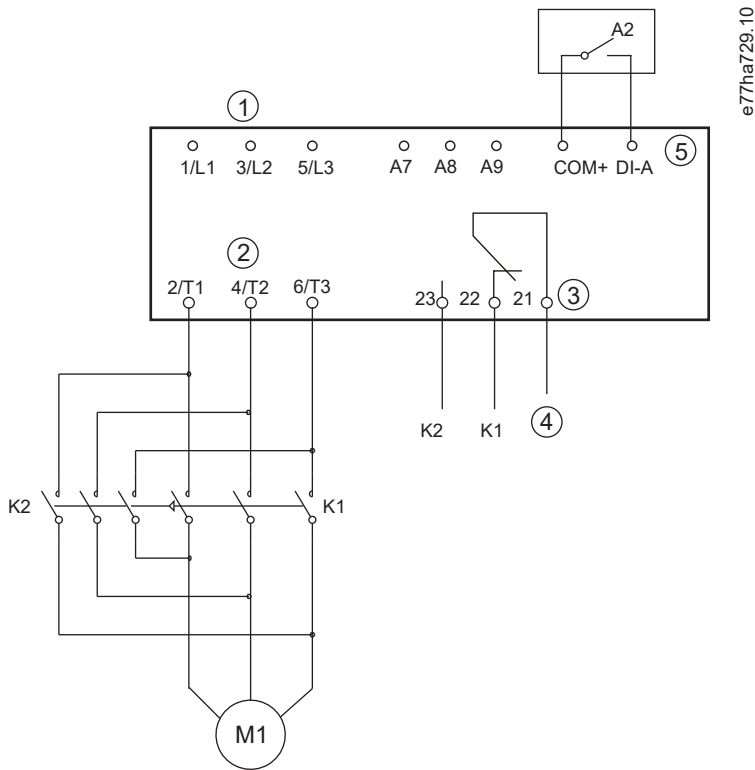 e77ha729.10
A2
1
5
1/L1 3/L2 5/L3 A7 A8 A9 COM+ DI-A
2
2/T1 4/T2 6/T3 23 22 21 3
K2 K1 4
K2 K1
M1